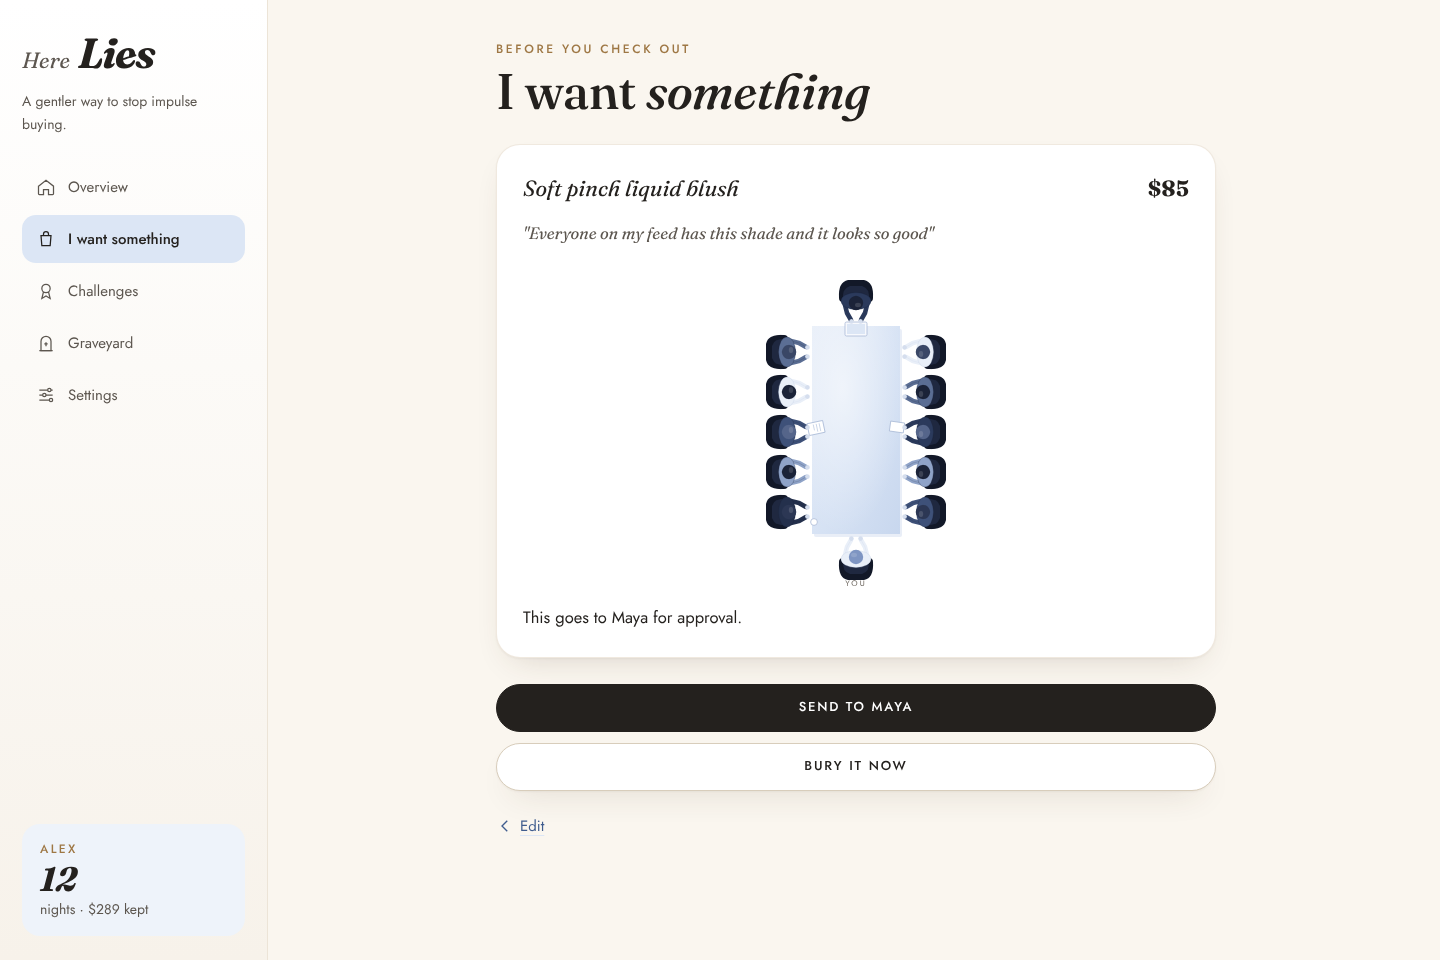 Here Lies
A gentler way to stop impulse
buying.
Overview
I want something
Challenges
Graveyard
Settings
ALEX
12
nights · $289 kept
BEFORE YOU CHECK OUT
I want something
Soft pinch liquid blush
$85
"Everyone on my feed has this shade and it looks so good"
YOU
This goes to Maya for approval.
SEND TO MAYA
BURY IT NOW
Edit